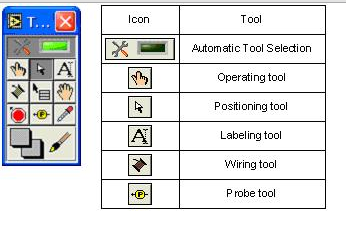 T...
Icon Tool
Automatic Tool Selection
Operating tool
Positioning tool
A Labeling tool
Wiring tool
P Probe tool
A
P